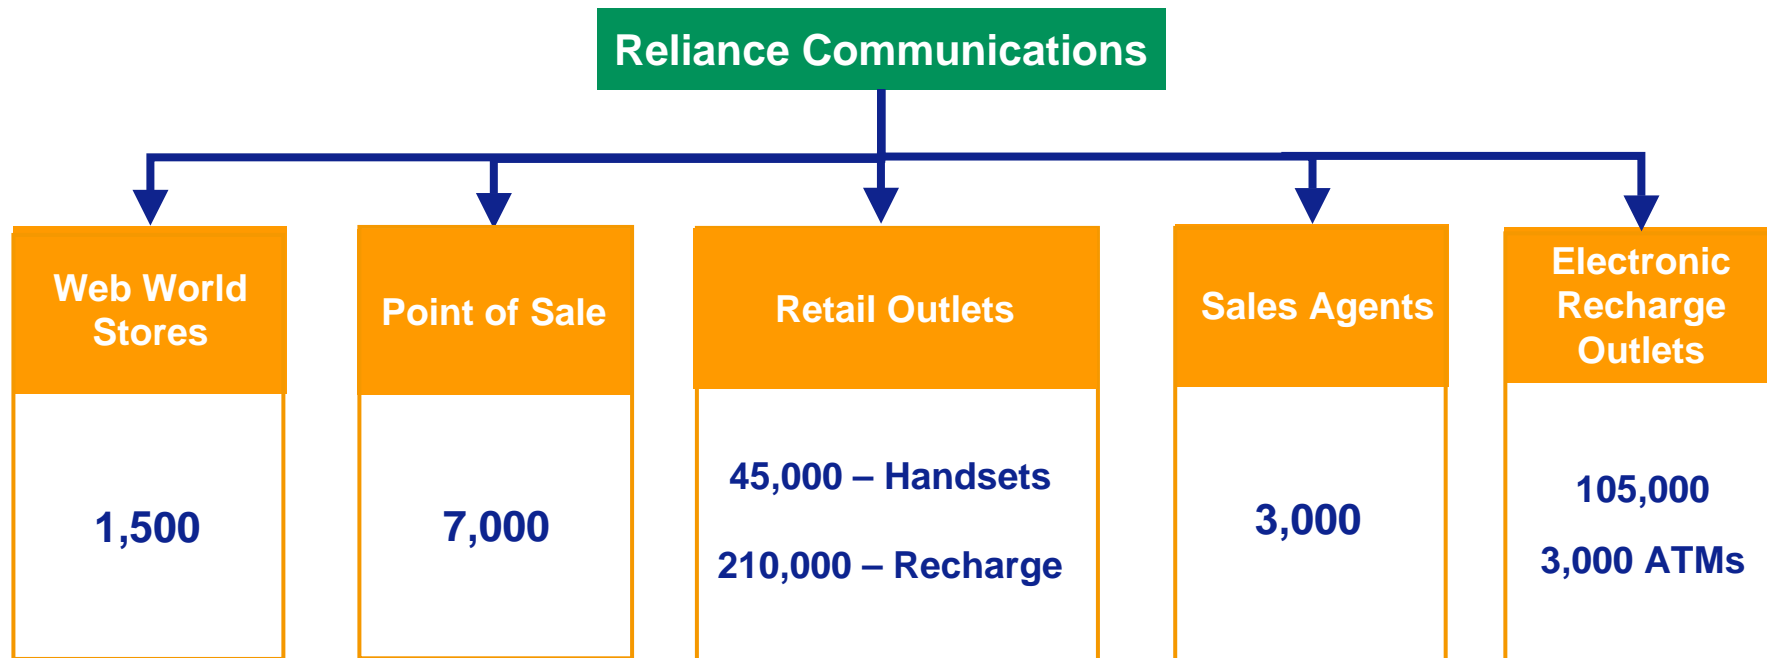 Reliance Communications
Web World
Stores
1,500
Point of Sale
7,000
Retail Outlets
45,000 – Handsets
210,000 – Recharge
Sales Agents
3,000
Electronic
Recharge
Outlets
105,000
3,000 ATMs